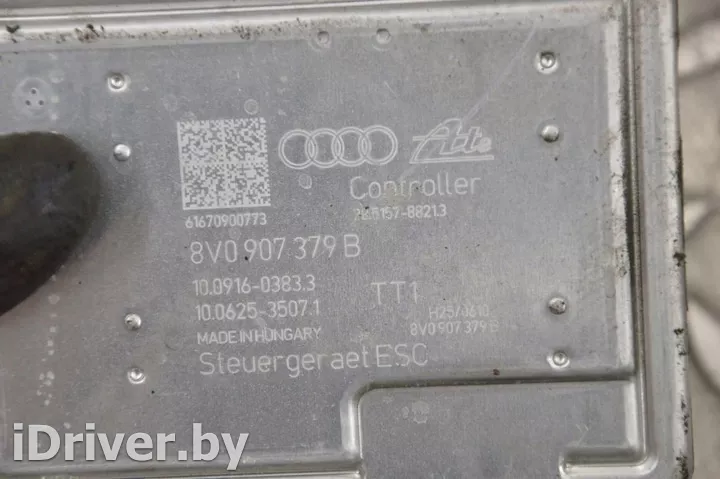 Ate
Controller
61670900773
8V0 907 379 B
10.0916-0383.3
10.0625-3507.1
TT1
8V0 907 379 B
MADE IN HUNGARY
Steuergeraet ESC
iDriver.by